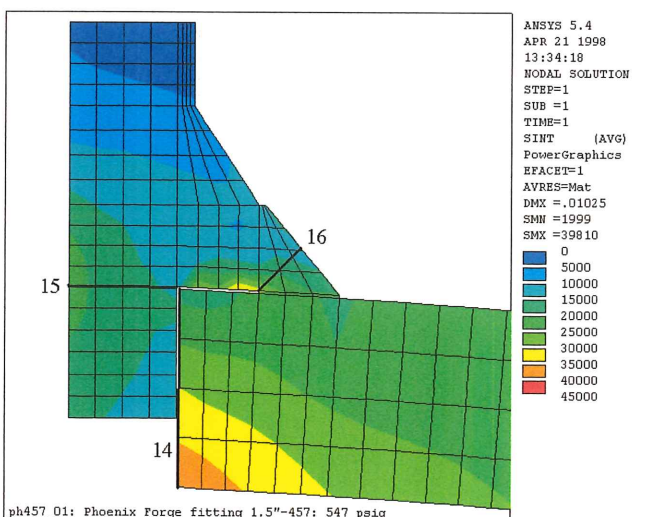 ANSYS 5.4
APR 21 1998
13:34:18
NODAL SOLUTION
STEP=1
SUB =1
TIME=1
SINT (AVG)
PowerGraphics
EFACET=1
AVRES=Mat
DMX =.01025
SMN =1999
SMX =39810
0
5000
10000
15000
20000
25000
30000
35000
40000
45000
16
15
14
ph457 01: Phoenix Forge fitting 1.5"-457: 547 psig